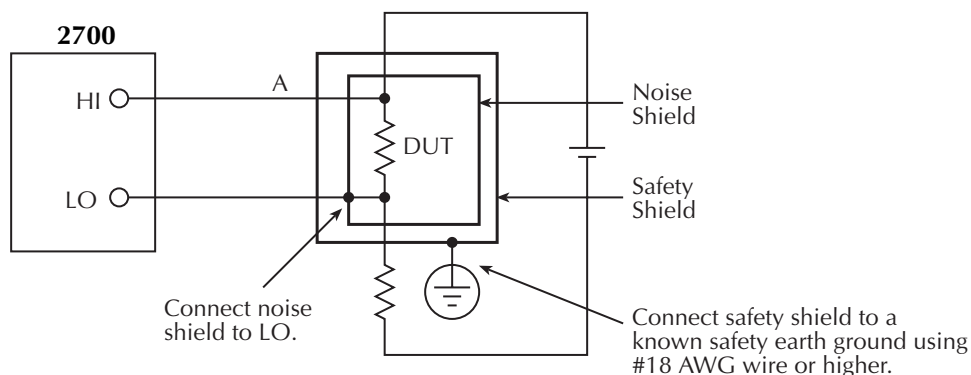 2700
HI
A
LO
DUT
Noise
Shield
Safety
Shield
Connect noise
shield to LO.
Connect safety shield to a
known safety earth ground using
#18 AWG wire or higher.